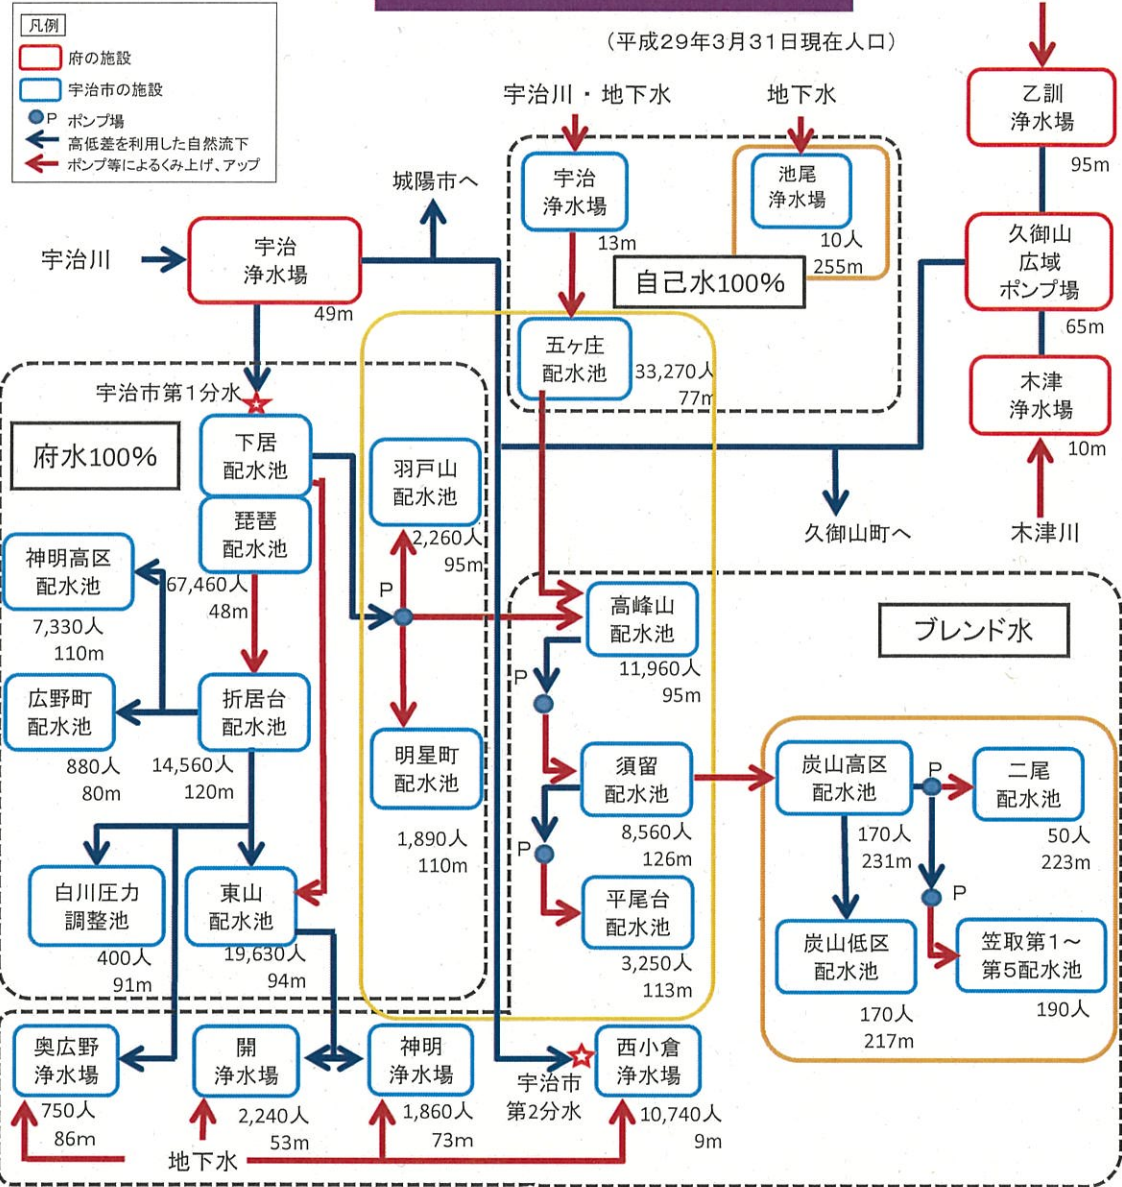 凡例
府の施設
宇治市の施設
P ポンプ場
高低差を利用した自然流下
ポンプ等によるくみ上げ、アップ
(平成29年3月31日現在人口)
宇治川・地下水
地下水
乙訓
浄水場
95m
宇治
浄水場
13m
池尾
浄水場
10人
255m
自己水100%
城陽市へ
宇治川
宇治
浄水場
49m
久御山
広域
ポンプ場
65m
五ヶ庄
配水池
33,270人
77m
木津
浄水場
10m
木津川
久御山町へ
宇治市第1分水
府水100%
下居
配水池
琵琶
配水池
67,460人
48m
羽戸山
配水池
2,260人
95m
P
神明高区
配水池
7,330人
110m
広野町
配水池
880人
80m
折居台
配水池
14,560人
120m
明星町
配水池
1,890人
110m
白川圧力
調整池
400人
91m
東山
配水池
19,630人
94m
ブレンド水
高峰山
配水池
11,960人
95m
P
須留
配水池
8,560人
126m
P
平尾台
配水池
3,250人
113m
炭山高区
配水池
170人
231m
P
二尾
配水池
50人
223m
P
炭山低区
配水池
170人
217m
笠取第1～
第5配水池
190人
奥広野
浄水場
750人
86m
開
浄水場
2,240人
53m
神明
浄水場
1,860人
73m
宇治市
第2分水
西小倉
浄水場
10,740人
9m
地下水